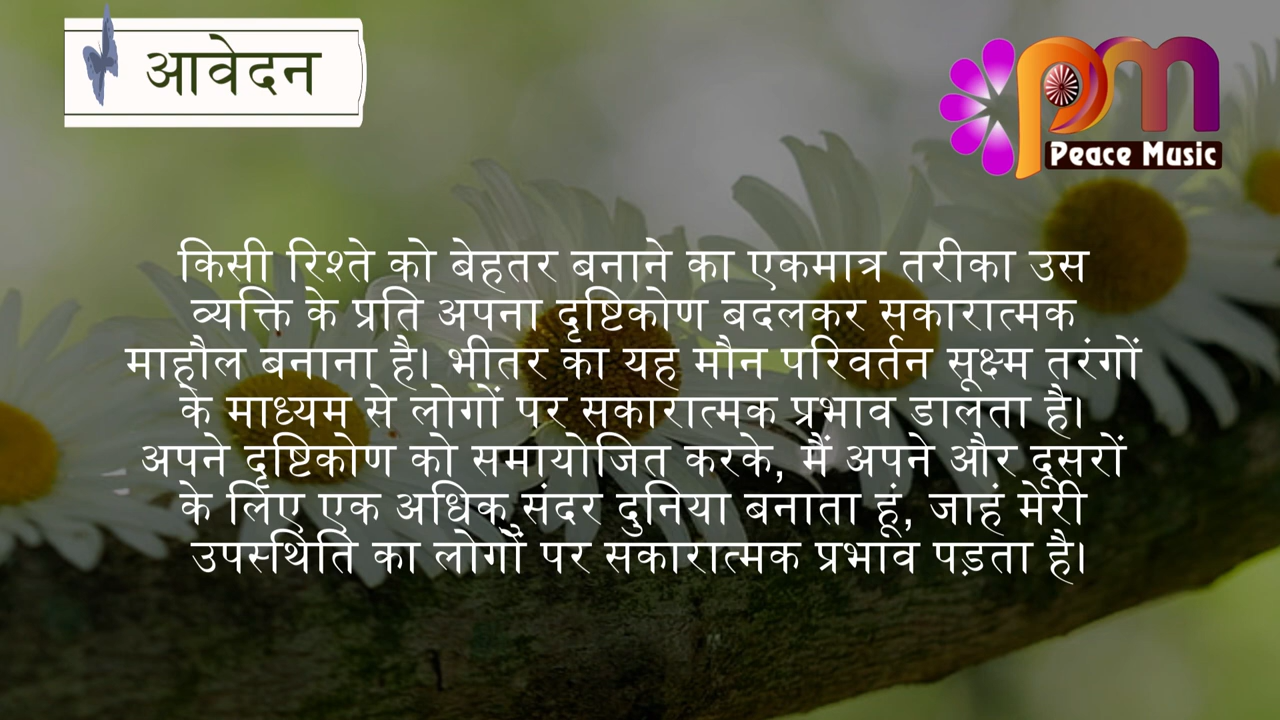 आवेदन
Peace Music
किसी रिश्ते को बेहतर बनाने का एकमात्र तरीका उस
व्यक्ति के प्रति अपना दृष्टिकोण बदलकर सकारात्मक
माहौल बनाना है। भीतर का यह मौन परिवर्तन सूक्ष्म तरंगों
के माध्यम से लोगों पर सकारात्मक प्रभाव डालता है।
अपने दृष्टिकोण को समायोजित करके, मैं अपने और दूसरों
के लिए एक अधिक सुंदर दुनिया बनाता हूं, जाहं मेरी
उपस्थिति का लोगों पर सकारात्मक प्रभाव पड़ता है।